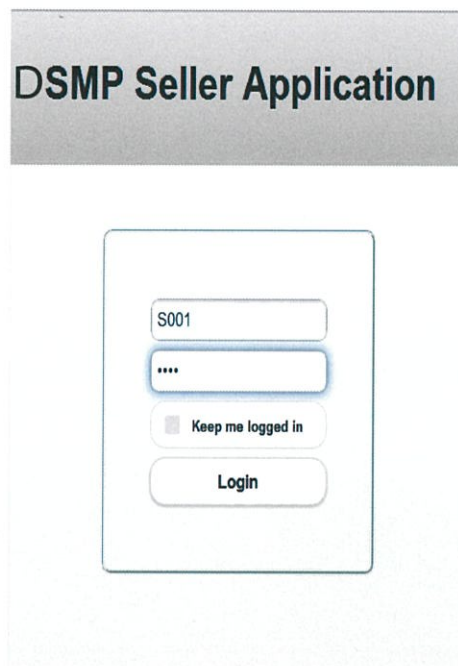 DSMP Seller Application
S001
••••
Keep me logged in
Login